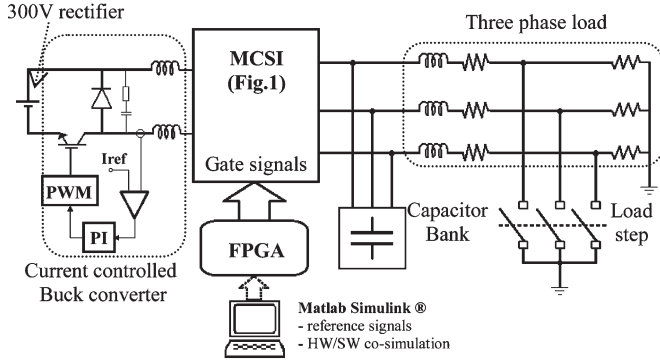 300V rectifier
Three phase load
MCSI
(Fig.1)
Gate signals
Iref
PWM
PI
FPGA
Current controlled
Buck converter
Capacitor
Bank
Load
step
Matlab Simulink ®
- reference signals
- HW/SW co-simulation